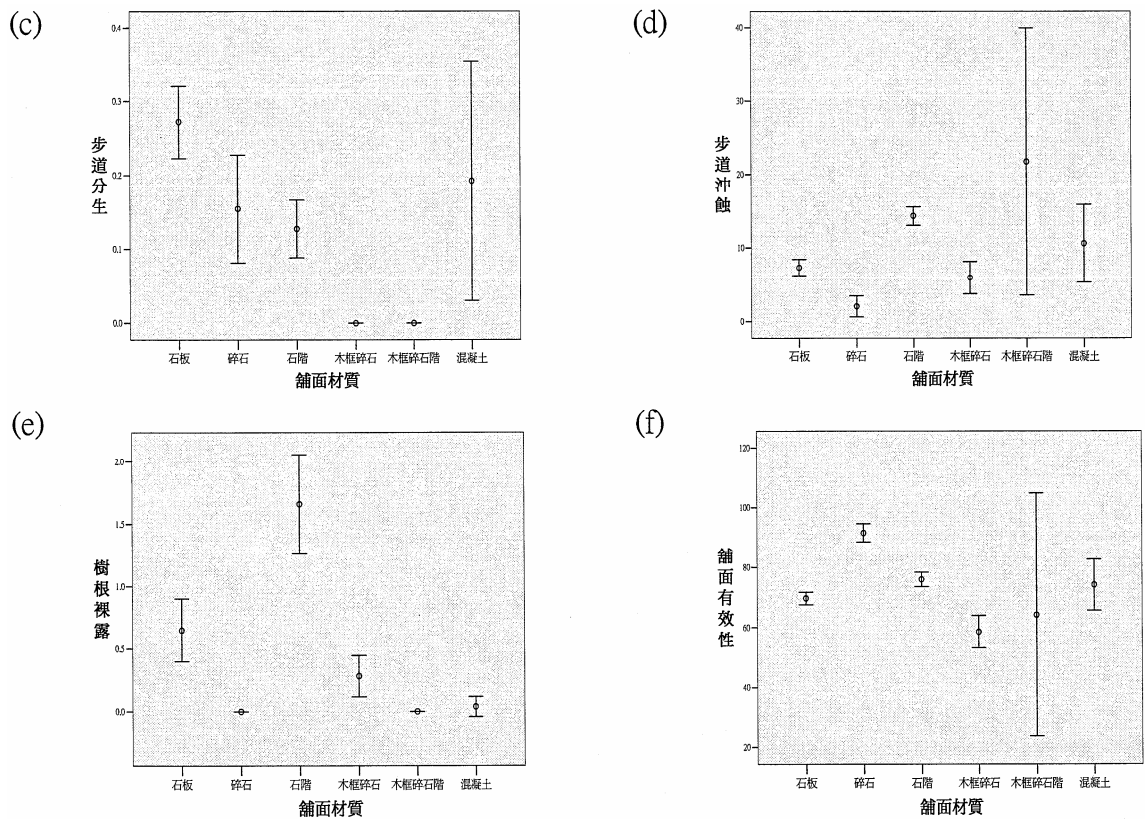 (c)
0.4
0.3
0.2
0.1
0.0
步道分生
石板 碎石 石階 木框碎石 木框碎石階 混凝土
舖面材質
(d)
40
30
20
10
0
步道沖蝕
石板 碎石 石階 木框碎石 木框碎石階 混凝土
舖面材質
(e)
2.0
1.5
1.0
0.5
0.0
樹根裸露
石板 碎石 石階 木框碎石 木框碎石階 混凝土
舖面材質
(f)
120
100
80
60
40
20
舖面有效性
石板 碎石 石階 木框碎石 木框碎石階 混凝土
舖面材質